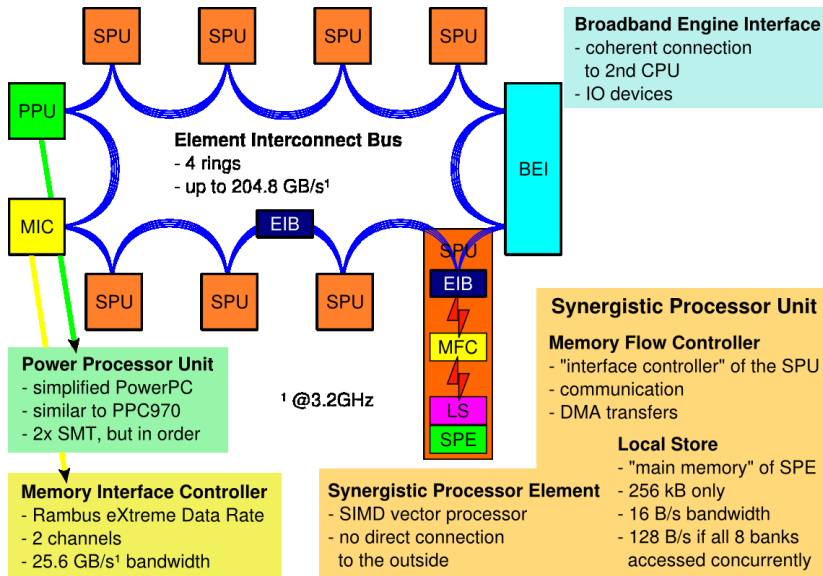 SPU
SPU
SPU
SPU
Broadband Engine Interface
- coherent connection
to 2nd CPU
- IO devices
PPU
Element Interconnect Bus
- 4 rings
- up to 204.8 GB/s¹
BEI
MIC
EIB
SPU
SPU
SPU
SPU
EIB
MFC
LS
SPE
Power Processor Unit
- simplified PowerPC
- similar to PPC970
- 2x SMT, but in order
¹ @3.2GHz
Memory Interface Controller
- Rambus eXtreme Data Rate
- 2 channels
- 25.6 GB/s¹ bandwidth
Synergistic Processor Unit
Memory Flow Controller
- "interface controller" of the SPU
- communication
- DMA transfers
Local Store
- "main memory" of SPE
- 256 kB only
- 16 B/s bandwidth
- 128 B/s if all 8 banks
accessed concurrently
Synergistic Processor Element
- SIMD vector processor
- no direct connection
to the outside